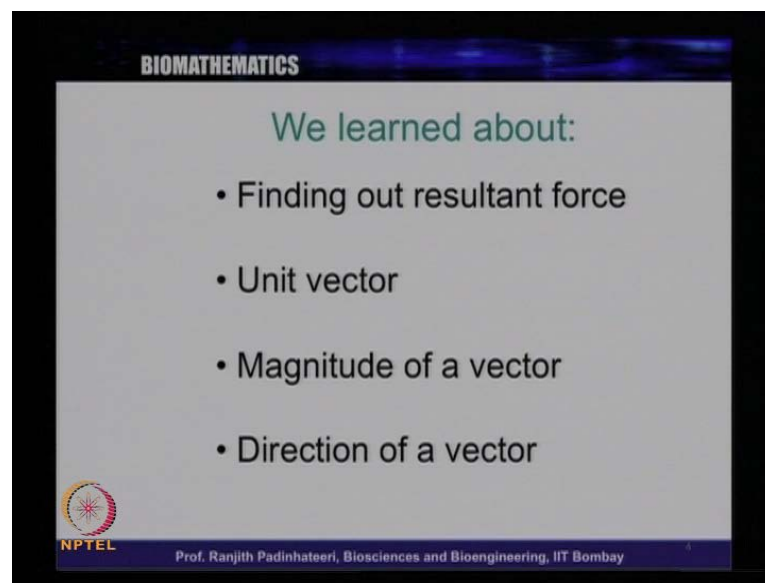 BIOMATHEMATICS
We learned about:
• Finding out resultant force
• Unit vector
• Magnitude of a vector
• Direction of a vector
NPTEL
Prof. Ranjith Padinhateeri, Biosciences and Bioengineering, IIT Bombay
4